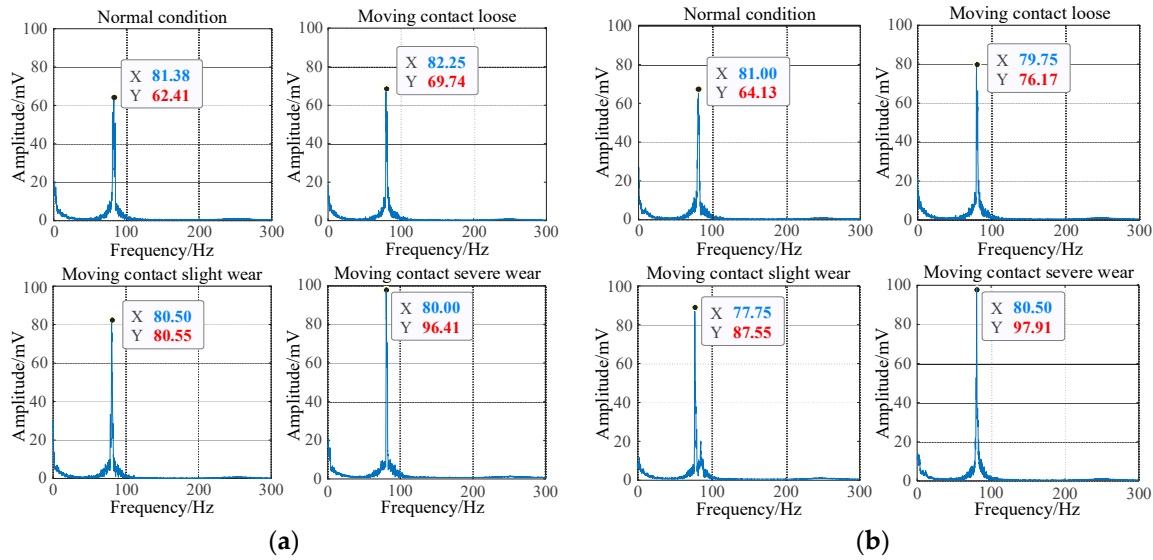 Normal condition
100
80
60
40
20
0
Amplitude/mV
X 81.38
Y 62.41
0 100 200 300
Frequency/Hz
Moving contact loose
100
80
60
40
20
0
Amplitude/mV
X 82.25
Y 69.74
0 100 200 300
Frequency/Hz
Normal condition
100
80
60
40
20
0
Amplitude/mV
X 81.00
Y 64.13
0 100 200 300
Frequency/Hz
Moving contact loose
100
80
60
40
20
0
Amplitude/mV
X 79.75
Y 76.17
0 100 200 300
Frequency/Hz
Moving contact slight wear
100
80
60
40
20
0
Amplitude/mV
X 80.50
Y 80.55
0 100 200 300
Frequency/Hz
Moving contact severe wear
100
80
60
40
20
0
Amplitude/mV
X 80.00
Y 96.41
0 100 200 300
Frequency/Hz
Moving contact slight wear
100
80
60
40
20
0
Amplitude/mV
X 77.75
Y 87.55
0 100 200 300
Frequency/Hz
Moving contact severe wear
100
80
60
40
20
0
Amplitude/mV
X 80.50
Y 97.91
0 100 200 300
Frequency/Hz
(a)
(b)